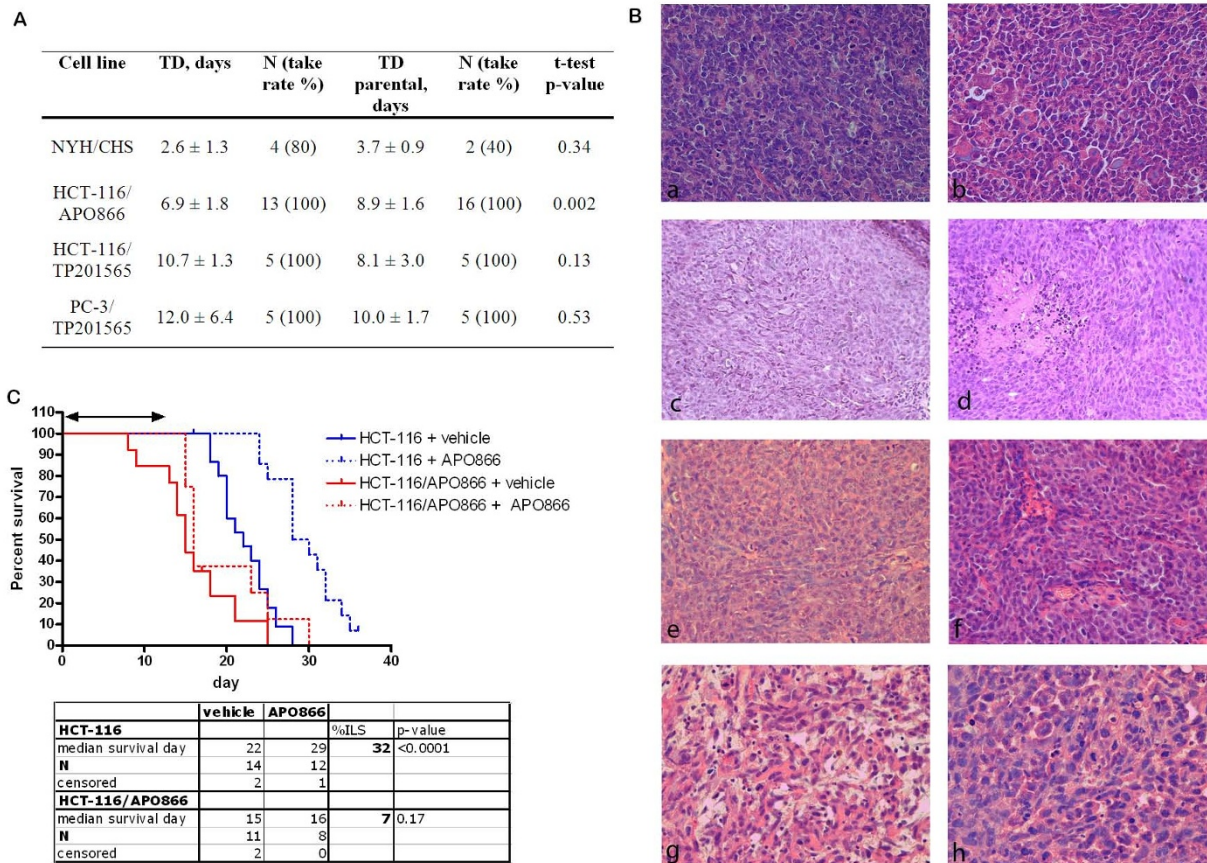 A
Cell line TD, days N (take rate %) TD parental, days N (take rate %) t-test p-value
NYH/CHS 2.6 ± 1.3 4 (80) 3.7 ± 0.9 2 (40) 0.34
HCT-116/APO866 6.9 ± 1.8 13 (100) 8.9 ± 1.6 16 (100) 0.002
HCT-116/TP201565 10.7 ± 1.3 5 (100) 8.1 ± 3.0 5 (100) 0.13
PC-3/TP201565 12.0 ± 6.4 5 (100) 10.0 ± 1.7 5 (100) 0.53
B
a
b
c
d
e
f
g
h
C
110
100
90
80
70
60
50
40
30
20
10
0
Percent survival
0 10 20 30 40
day
HCT-116 + vehicle
HCT-116 + APO866
HCT-116/APO866 + vehicle
HCT-116/APO866 + APO866
vehicle APO866
HCT-116 %ILS p-value
median survival day 22 29 32 <0.0001
N 14 12
censored 2 1
HCT-116/APO866
median survival day 15 16 7 0.17
N 11 8
censored 2 0